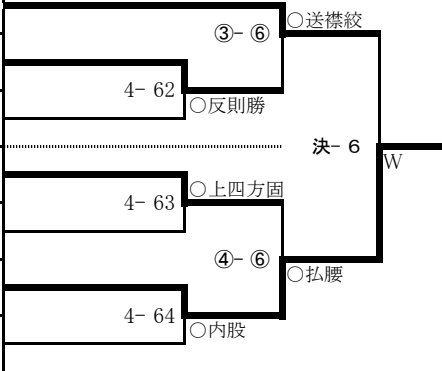 ③- ⑥
○送襟絞
4- 62
○反則勝
決- 6
W
4- 63
○上四方固
④- ⑥
○払腰
4- 64
○内股